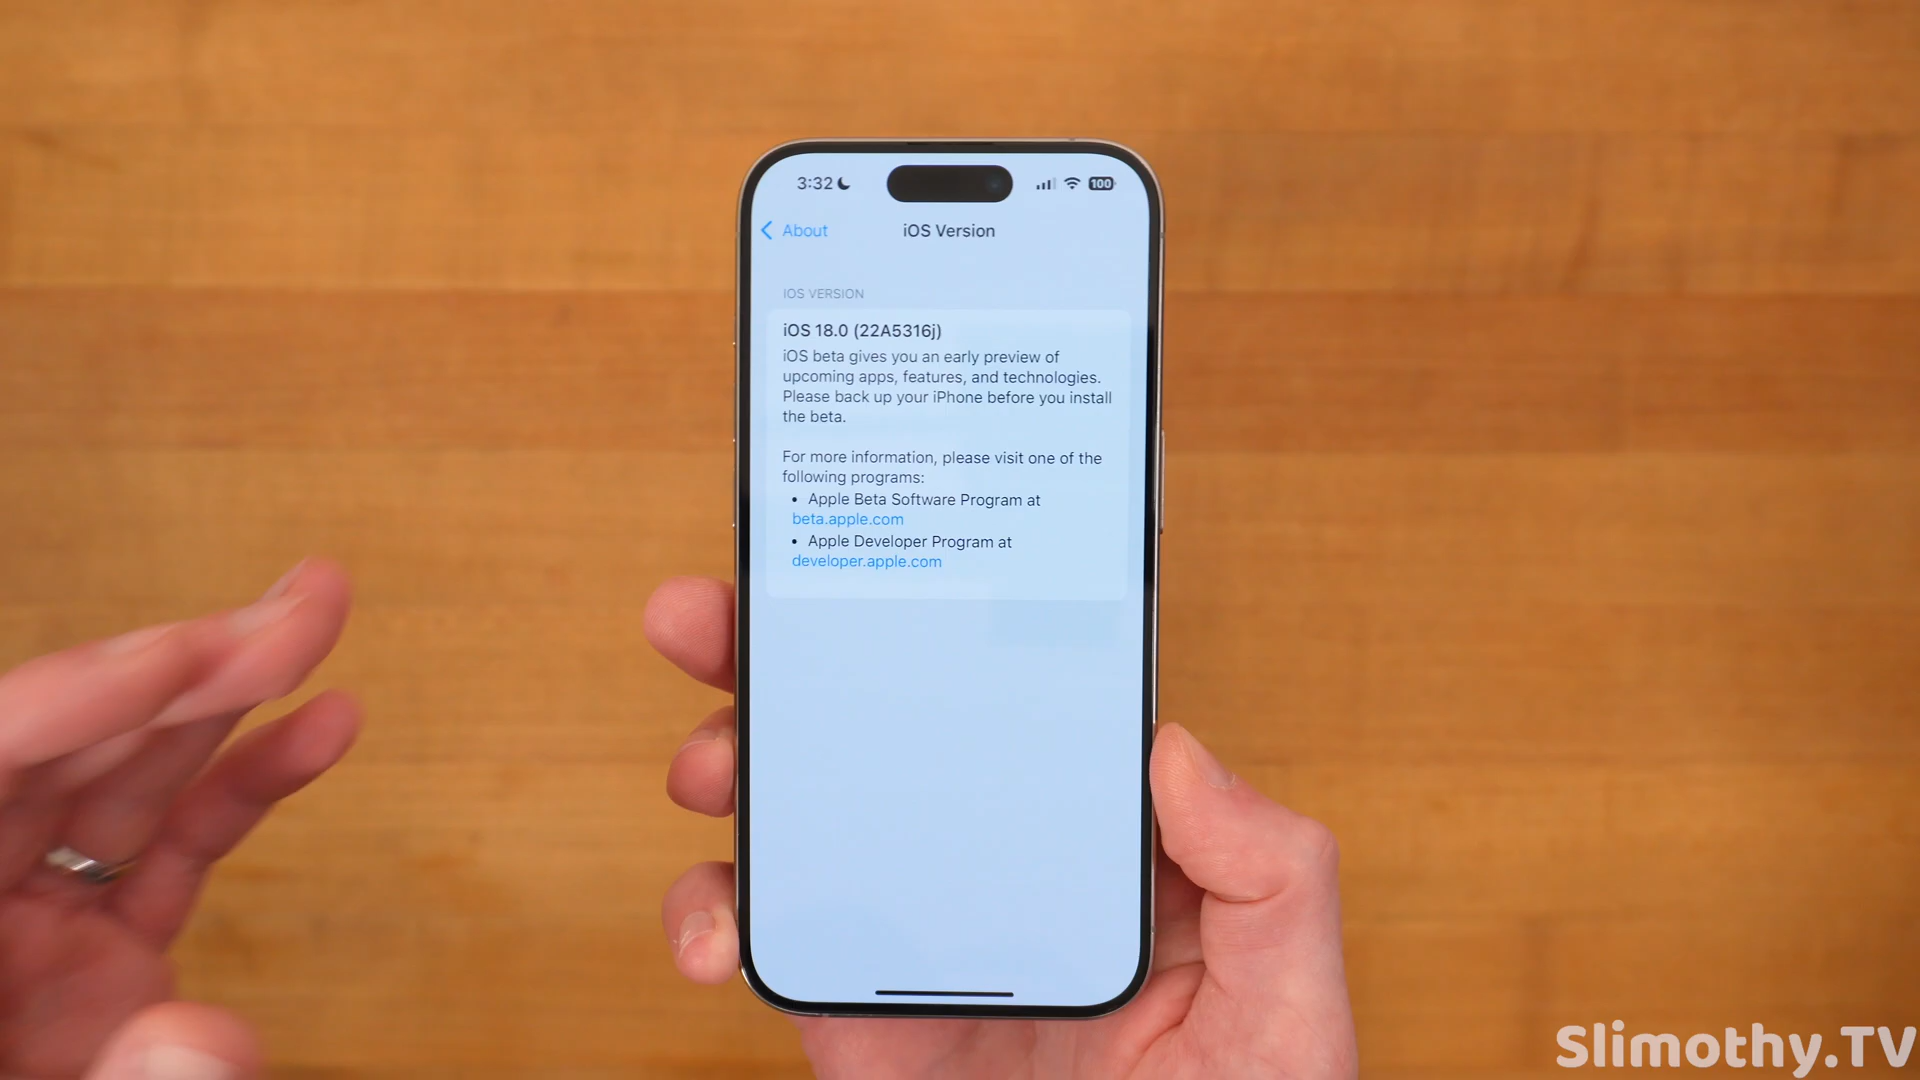 3:32
100
About
iOS Version
IOS VERSION
iOS 18.0 (22A5316j)
iOS beta gives you an early preview of
upcoming apps, features, and technologies.
Please back up your iPhone before you install
the beta.
For more information, please visit one of the
following programs:
• Apple Beta Software Program at
beta.apple.com
• Apple Developer Program at
developer.apple.com
Slimothy.TV